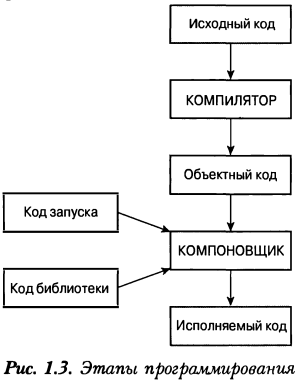 Исходный код
КОМПИЛЯТОР
Объектный код
Код запуска
КОМПОНОВЩИК
Код библиотеки
Исполняемый код
Рис. 1.3. Этапы программирования